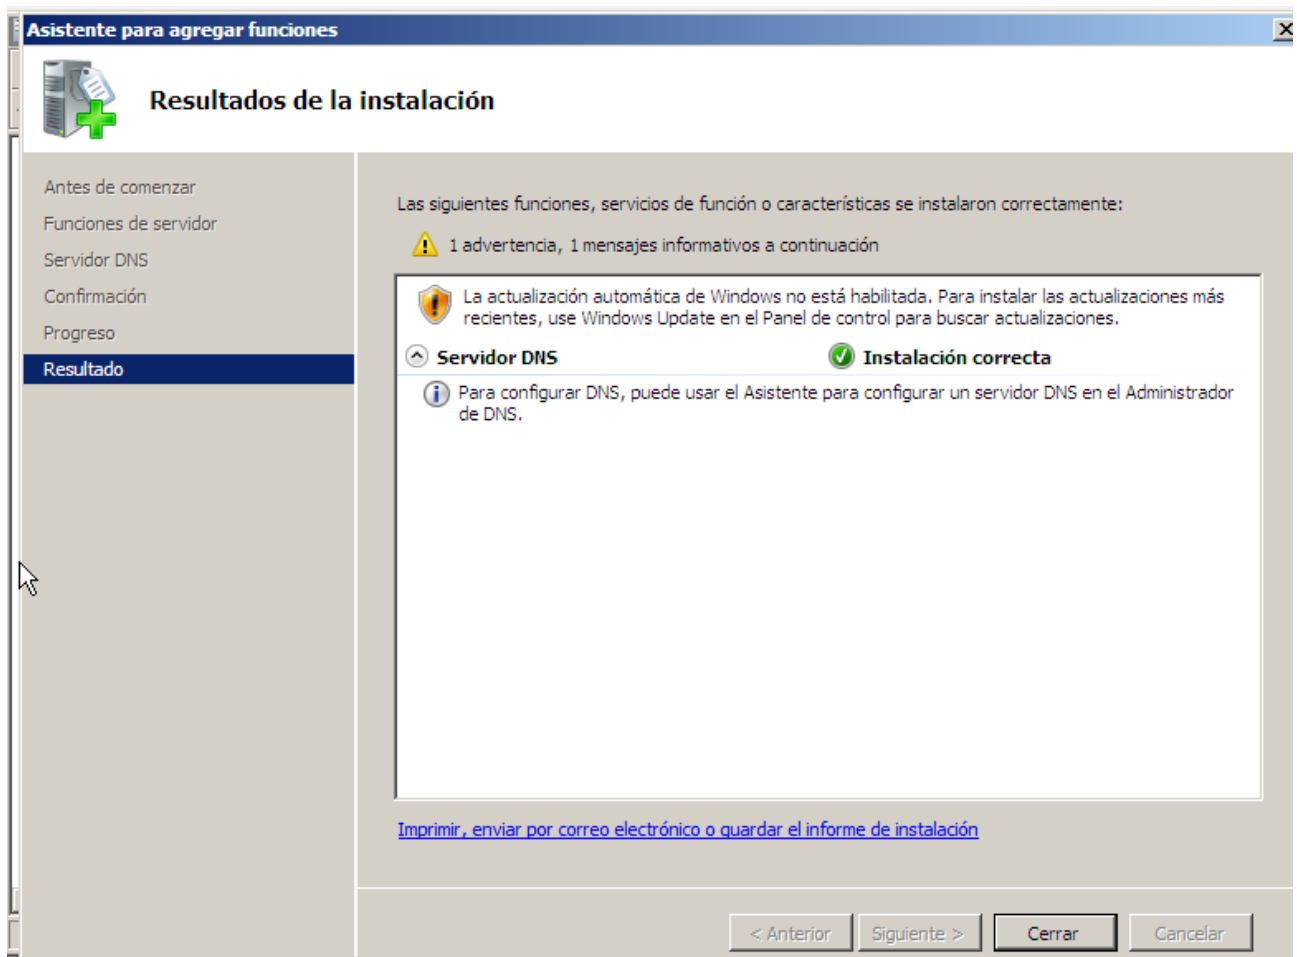 Asistente para agregar funciones
Resultados de la instalación
Antes de comenzar
Funciones de servidor
Servidor DNS
Confirmación
Progreso
Resultado
Las siguientes funciones, servicios de función o características se instalaron correctamente:
1 advertencia, 1 mensajes informativos a continuación
La actualización automática de Windows no está habilitada. Para instalar las actualizaciones más
recientes, use Windows Update en el Panel de control para buscar actualizaciones.
Servidor DNS Instalación correcta
Para configurar DNS, puede usar el Asistente para configurar un servidor DNS en el Administrador
de DNS.
Imprimir, enviar por correo electrónico o guardar el informe de instalación
< Anterior Siguiente > Cerrar Cancelar